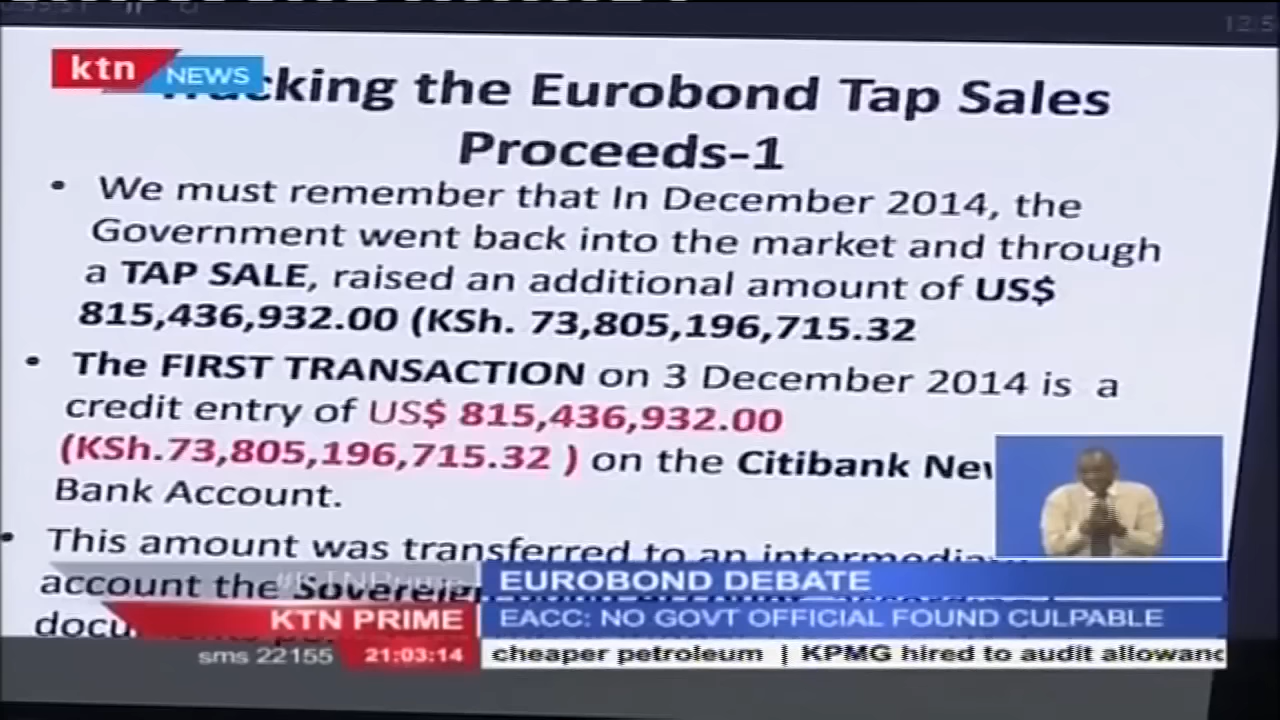 ktn NEWS
cking the Eurobond Tap Sales
Proceeds-1
• We must remember that In December 2014, the
Government went back into the market and through
a TAP SALE, raised an additional amount of US$
815,436,932.00 (KSh. 73,805,196,715.32
• The FIRST TRANSACTION on 3 December 2014 is a
credit entry of US$ 815,436,932.00
(KSh.73,805,196,715.32 ) on the Citibank New
Bank Account.
• This amount was transferred to an
account the Sovereign
EUROBOND DEBATE
KTN PRIME
EACC: NO GOVT OFFICIAL FOUND CULPABLE
sms 22155
21:03:14
cheaper petroleum | KPMG hired to audit allowanc